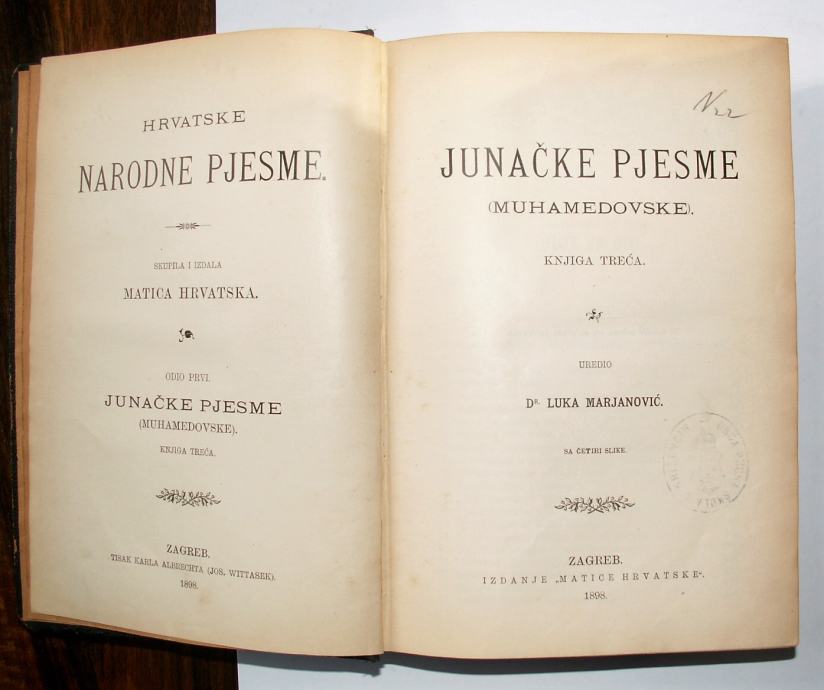 HRVATSKE
NARODNE PJESME.
SKUPILA I IZDALA
MATICA HRVATSKA.
ODIO PRVI.
JUNAČKE PJESME
(MUHAMEDOVSKE).
KNJIGA TREĆA.
ZAGREB.
TISAK KARLA ALBRECHTA (JOS. WITTASEK).
1898.
JUNAČKE PJESME
(MUHAMEDOVSKE).
KNJIGA TREĆA.
UREDIO
DR. LUKA MARJANOVIĆ.
SA ČETIRI SLIKE.
ZAGREB.
IZDANJE „MATICE HRVATSKE“.
1898.